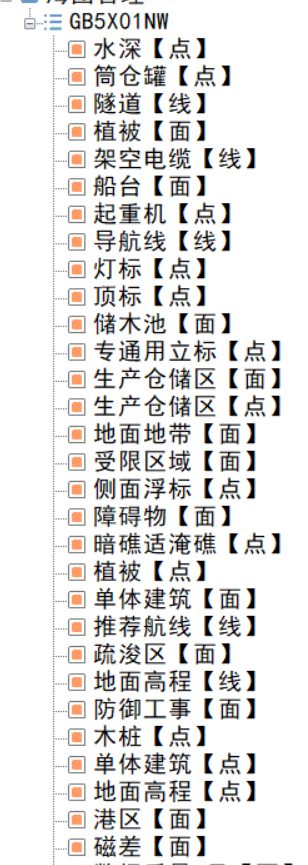 GB5X01NW
水深【点】
筒仓罐【点】
隧道【线】
植被【面】
架空电缆【线】
船台【面】
起重机【点】
导航线【线】
灯标【点】
顶标【点】
储木池【面】
专通用立标【点】
生产仓储区【面】
生产仓储区【点】
地面地带【面】
受限区域【面】
侧面浮标【点】
障碍物【面】
暗礁适淹礁【点】
植被【点】
单体建筑【面】
推荐航线【线】
疏浚区【面】
地面高程【线】
防御工事【面】
木桩【点】
单体建筑【点】
地面高程【点】
港区【面】
磁差【面】